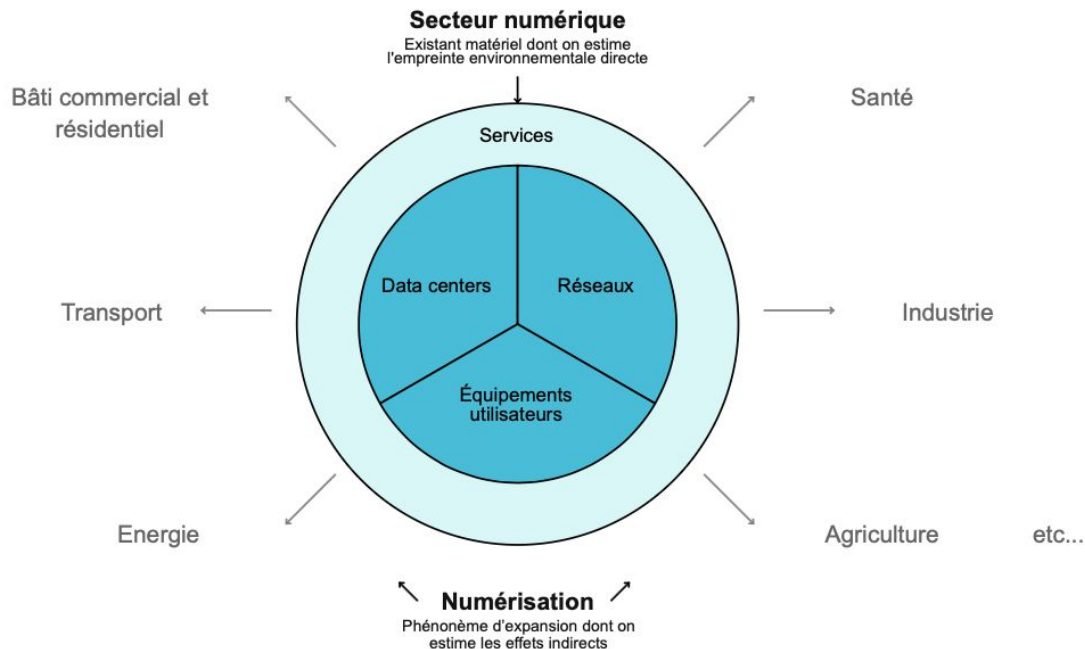 Secteur numérique
Existant matériel dont on estime
l'empreinte environnementale directe
Bâti commercial et
résidentiel
Santé
Services
Data centers
Réseaux
Transport
Industrie
Équipements
utilisateurs
Energie
Agriculture
etc...
Numérisation
Phénonème d'expansion dont on
estime les effets indirects